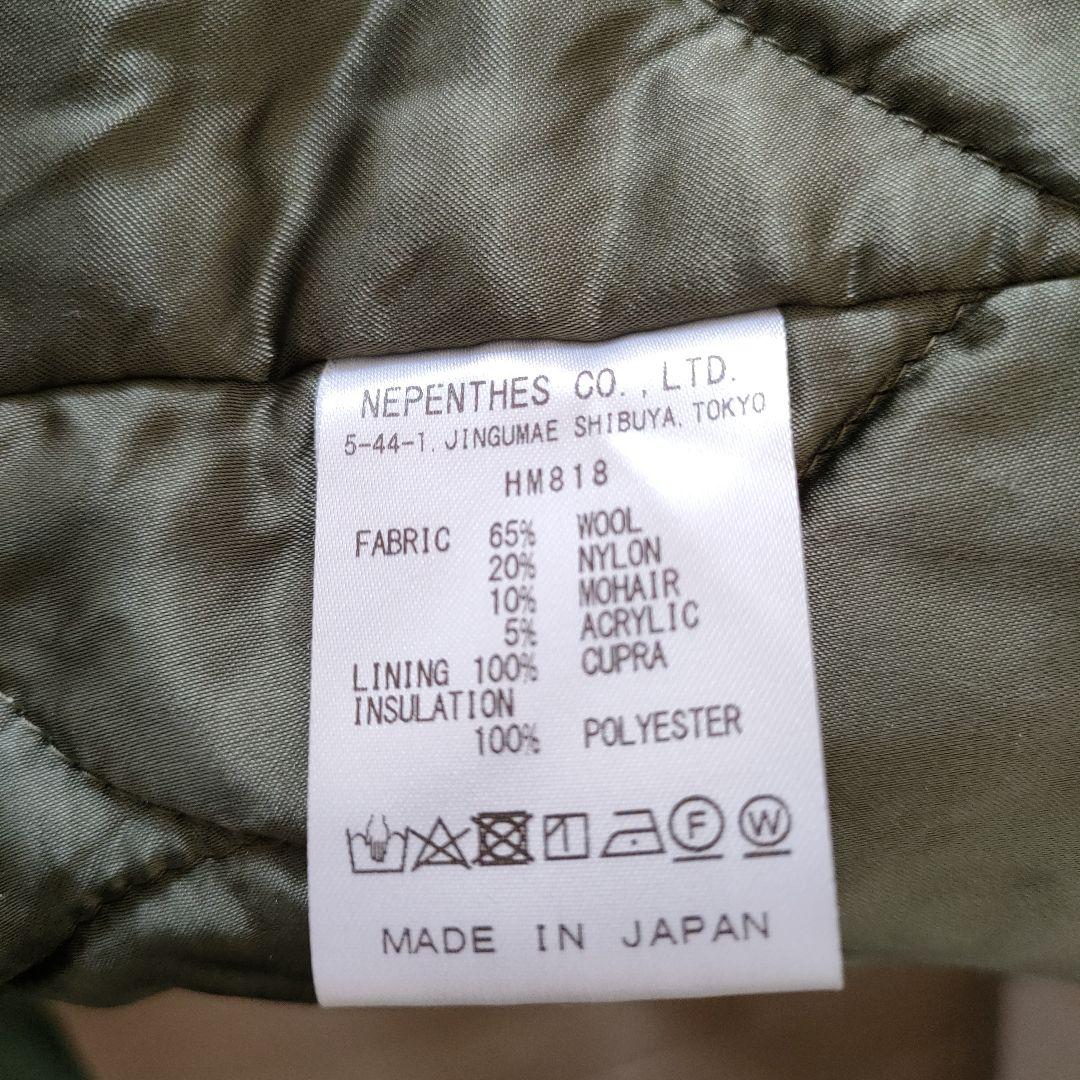 NEPENTHES CO., LTD.
5-44-1, JINGUMAE SHIBUYA, TOKYO
HM818
FABRIC 65% WOOL
20% NYLON
10% MOHAIR
5% ACRYLIC
LINING 100% CUPRA
INSULATION
100% POLYESTER
F W
MADE IN JAPAN